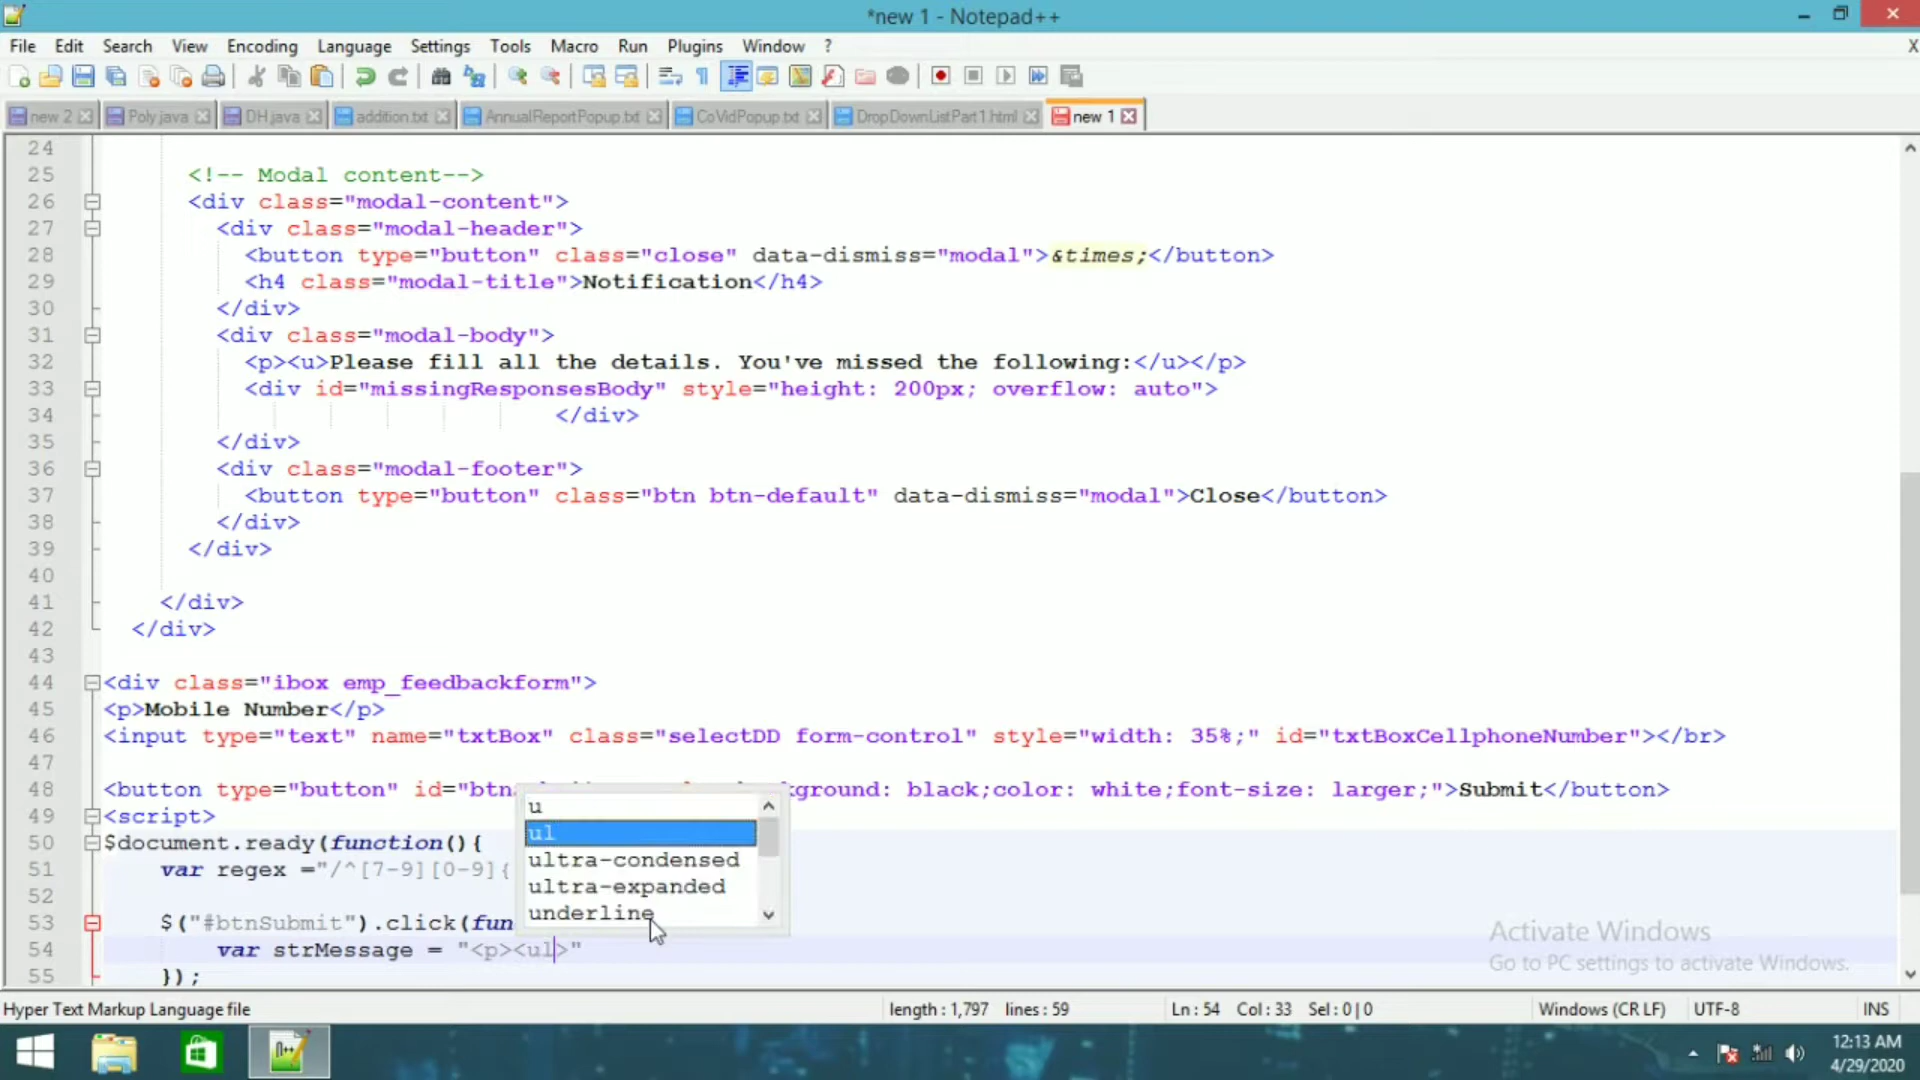 *new 1 - Notepad++
File Edit Search View Encoding Language Settings Tools Macro Run Plugins Window ? X
new 2 Poly.java DH.java addition.txt AnnualReportPopup.txt CoVidPopup.txt DropDownListPart1.html new 1
24
25 <!-- Modal content-->
26 <div class="modal-content">
27 <div class="modal-header">
28 <button type="button" class="close" data-dismiss="modal">&times;</button>
29 <h4 class="modal-title">Notification</h4>
30 </div>
31 <div class="modal-body">
32 <p><u>Please fill all the details. You've missed the following:</u></p>
33 <div id="missingResponsesBody" style="height: 200px; overflow: auto">
34 </div>
35 </div>
36 <div class="modal-footer">
37 <button type="button" class="btn btn-default" data-dismiss="modal">Close</button>
38 </div>
39 </div>
40
41 </div>
42 </div>
43
44 <div class="ibox emp_feedbackform">
45 <p>Mobile Number</p>
46 <input type="text" name="txtBox" class="selectDD form-control" style="width: 35%;" id="txtBoxCellphoneNumber"></br>
47
48 <button type="button" id="btn ground: black;color: white;font-size: larger;">Submit</button>
49 <script>
50 $document.ready(function(){
51 var regex ="/^[7-9][0-9]{
52
53 $("#btnSubmit").click(fun
54 var strMessage = "<p><ul>"
55 });
u
ul
ultra-condensed
ultra-expanded
underline
Activate Windows
Go to PC settings to activate Windows.
Hyper Text Markup Language file length : 1,797 lines : 59 Ln : 54 Col : 33 Sel : 0 | 0 Windows (CR LF) UTF-8 INS
12:13 AM
4/29/2020